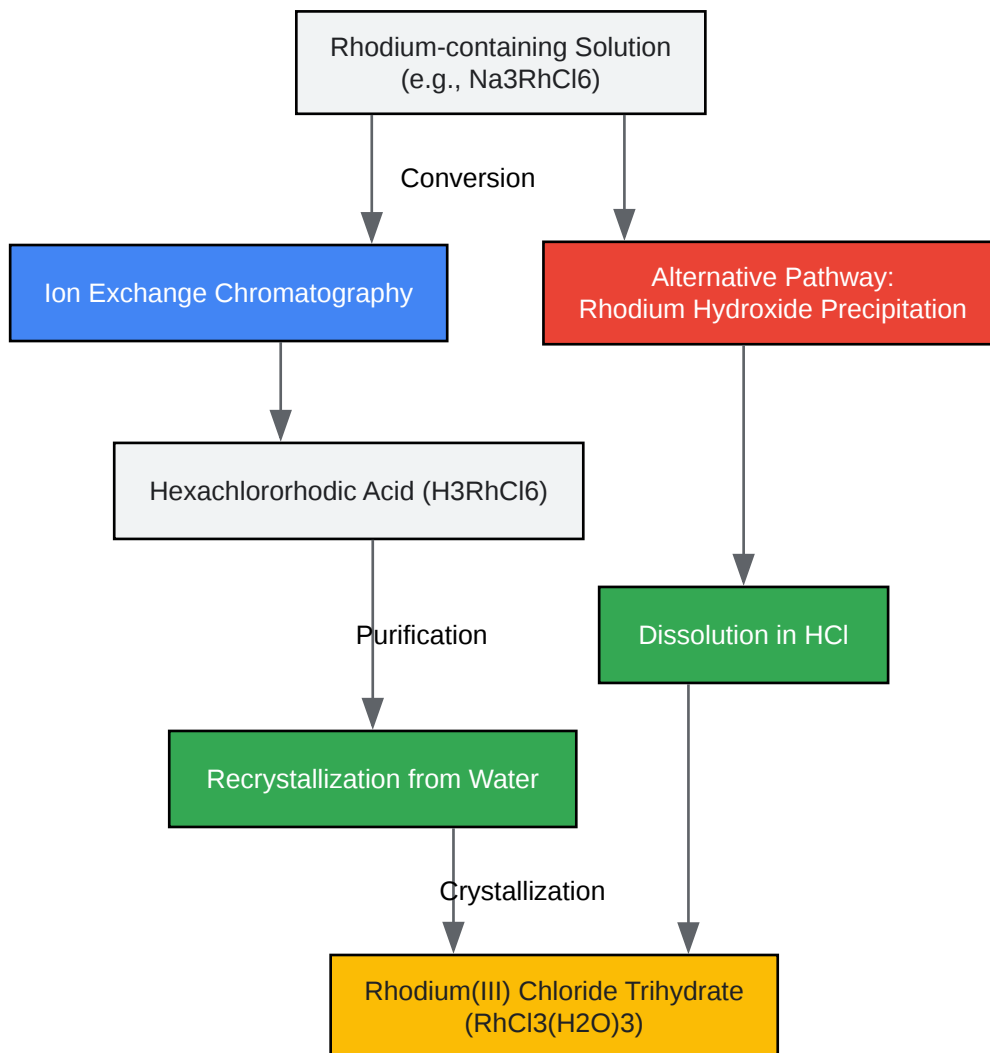 Rhodium-containing Solution
(e.g., Na3RhCl6)
Conversion
Ion Exchange Chromatography
Alternative Pathway:
Rhodium Hydroxide Precipitation
Hexachlororhodic Acid (H3RhCl6)
Purification
Dissolution in HCl
Recrystallization from Water
Crystallization
Rhodium(III) Chloride Trihydrate
(RhCl3(H2O)3)